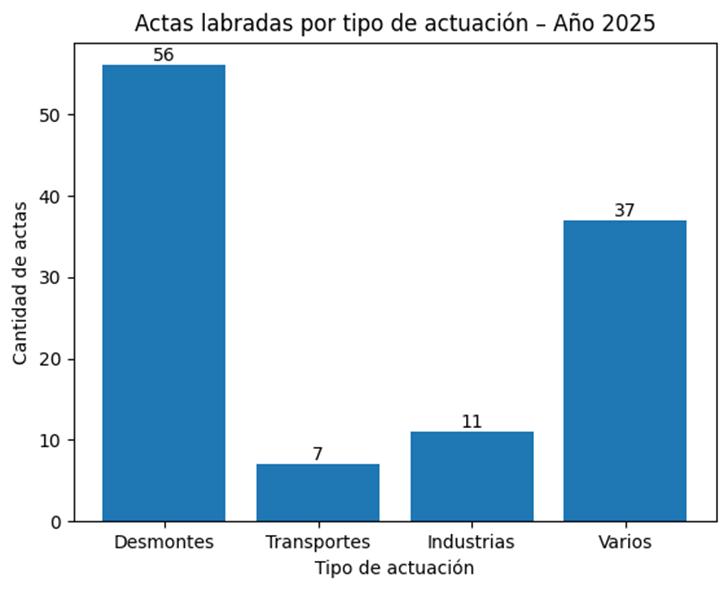 Actas labradas por tipo de actuación – Año 2025
56
37
11
7
Cantidad de actas
50
40
30
20
10
0
Desmontes Transportes Industrias Varios
Tipo de actuación